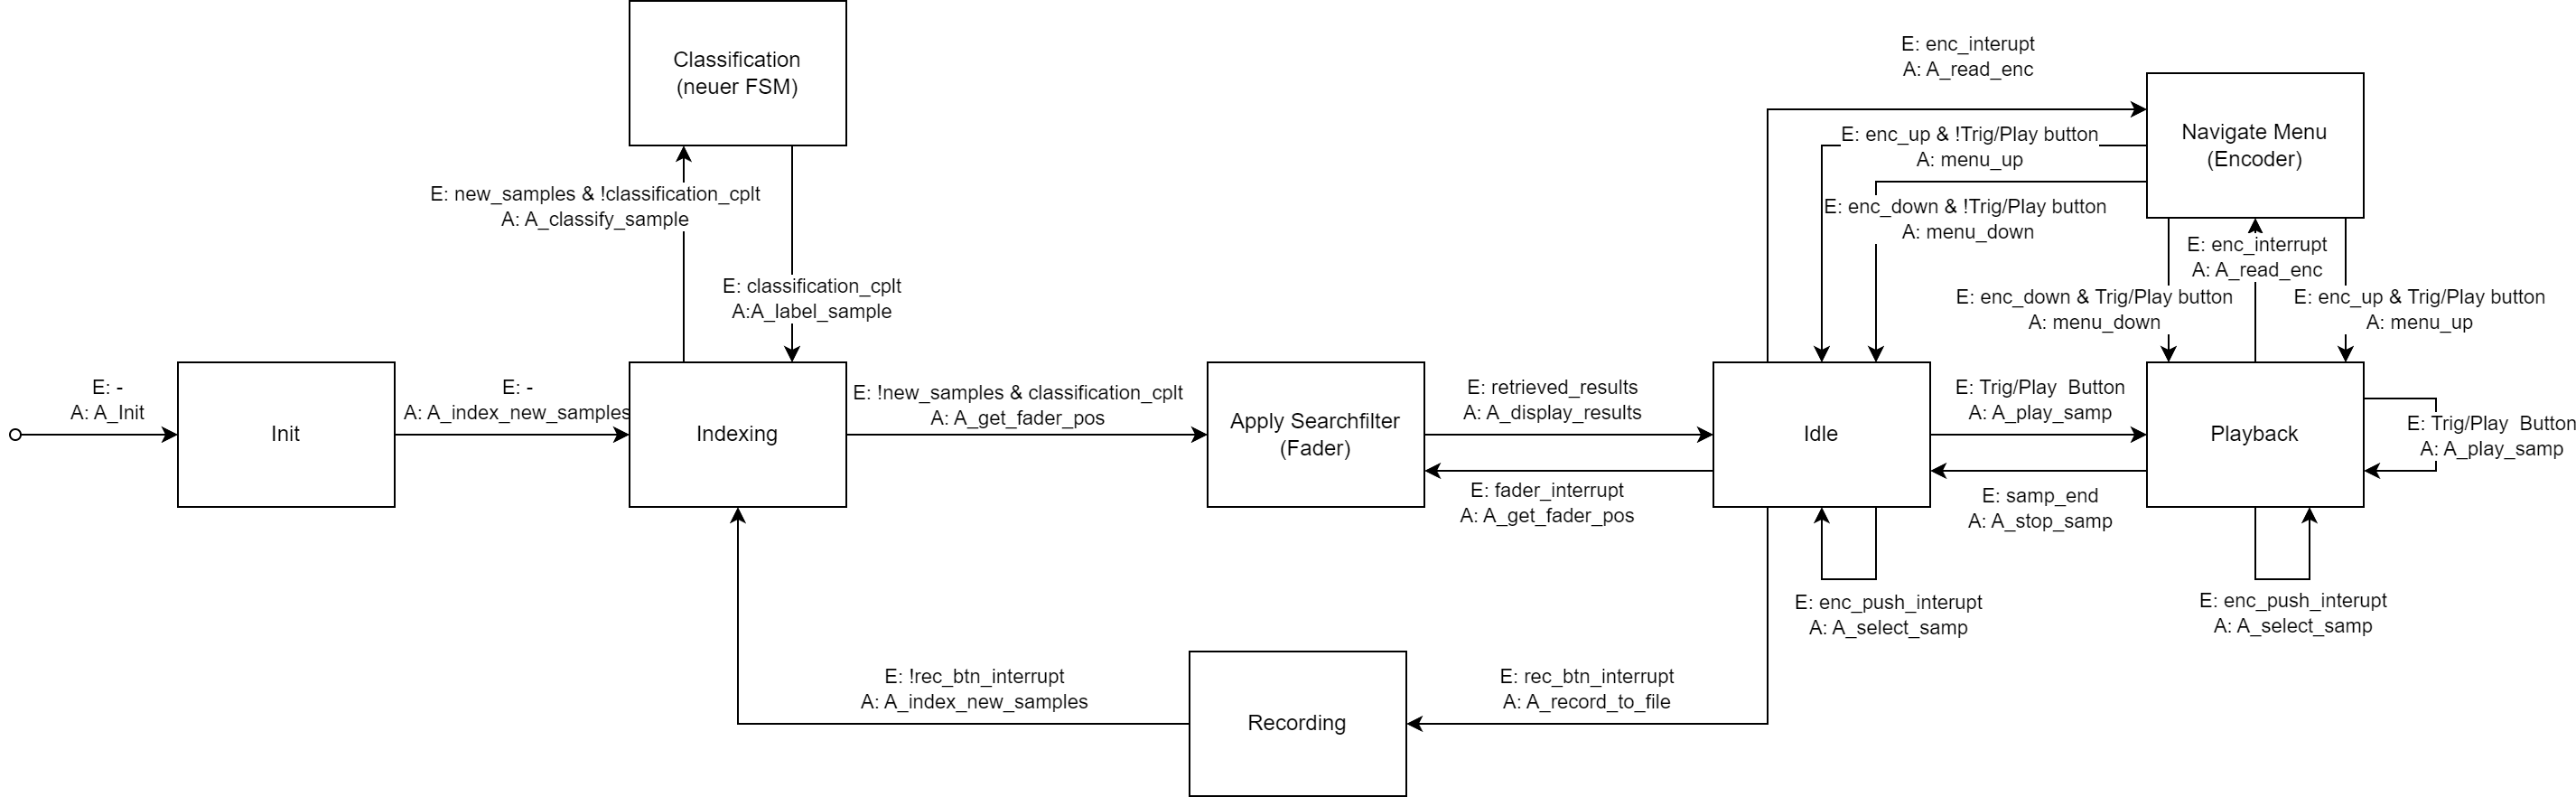 Classification
(neuer FSM)
E: enc_interupt
A: A_read_enc
Navigate Menu
(Encoder)
E: enc_up & !Trig/Play button
A: menu_up
E: new_samples & !classification_cplt
A: A_classify_sample
E: enc_down & !Trig/Play button
A: menu_down
E: enc_interrupt
A: A_read_enc
E: classification_cplt
A:A_label_sample
E: enc_down & Trig/Play button
A: menu_down
E: enc_up & Trig/Play button
A: menu_up
E: -
A: A_Init
Init
E: -
A: A_index_new_samples
Indexing
E: !new_samples & classification_cplt
A: A_get_fader_pos
Apply Searchfilter
(Fader)
E: retrieved_results
A: A_display_results
Idle
E: Trig/Play  Button
A: A_play_samp
Playback
E: Trig/Play  Button
A: A_play_samp
E: fader_interrupt
A: A_get_fader_pos
E: samp_end
A: A_stop_samp
E: enc_push_interupt
A: A_select_samp
E: enc_push_interupt
A: A_select_samp
E: !rec_btn_interrupt
A: A_index_new_samples
Recording
E: rec_btn_interrupt
A: A_record_to_file